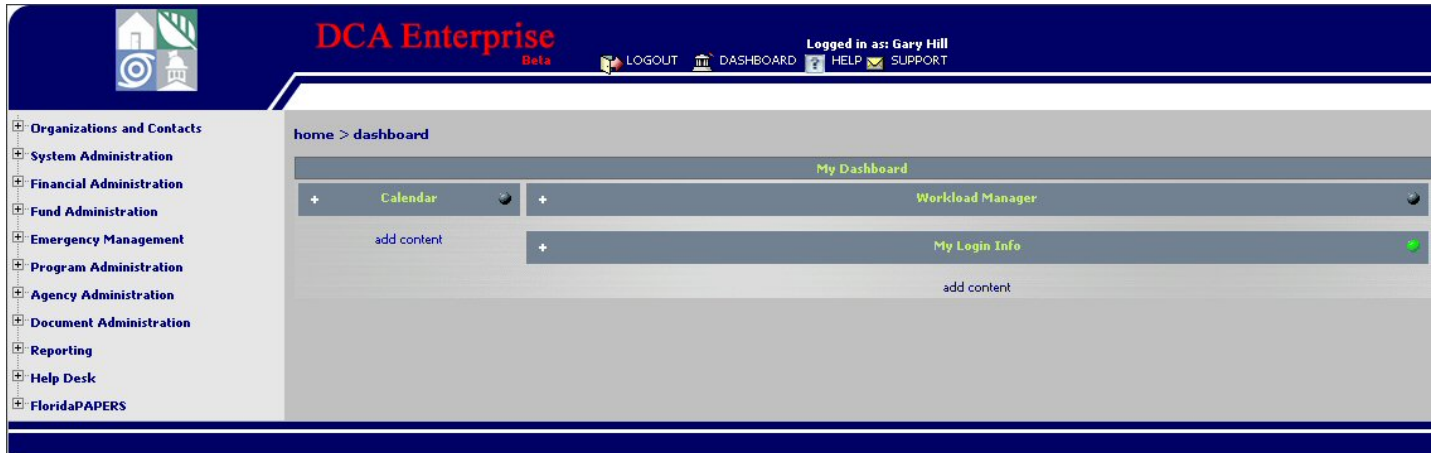 DCA Enterprise
Beta
Logged in as: Gary Hill
LOGOUT DASHBOARD HELP SUPPORT
Organizations and Contacts
System Administration
Financial Administration
Fund Administration
Emergency Management
Program Administration
Agency Administration
Document Administration
Reporting
Help Desk
FloridaPAPERS
home > dashboard
My Dashboard
Calendar
add content
Workload Manager
My Login Info
add content